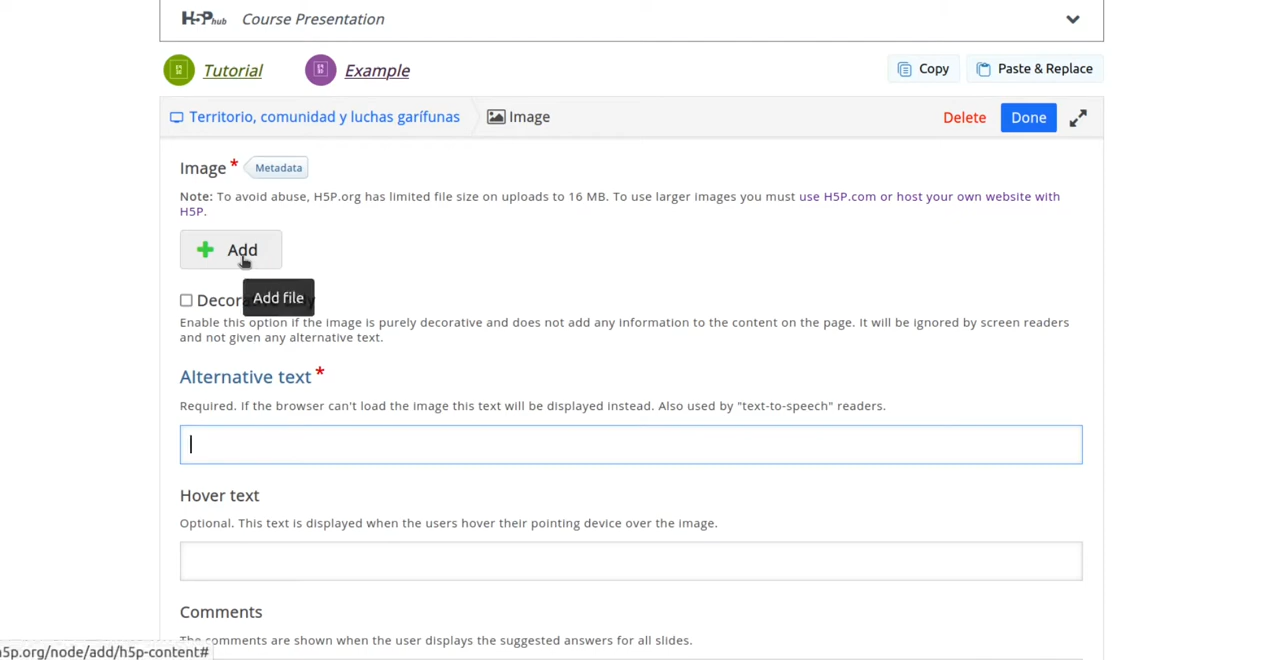 H5P hub Course Presentation
Tutorial Example Copy Paste & Replace
Territorio, comunidad y luchas garífunas Image Delete Done
Image * Metadata
Note: To avoid abuse, H5P.org has limited file size on uploads to 16 MB. To use larger images you must use H5P.com or host your own website with
H5P.
Add
Add file
Enable this option if the image is purely decorative and does not add any information to the content on the page. It will be ignored by screen readers
and not given any alternative text.
Alternative text *
Required. If the browser can't load the image this text will be displayed instead. Also used by "text-to-speech" readers.
Hover text
Optional. This text is displayed when the users hover their pointing device over the image.
Comments
The comments are shown when the user displays the suggested answers for all slides.
h5p.org/node/add/h5p-content#